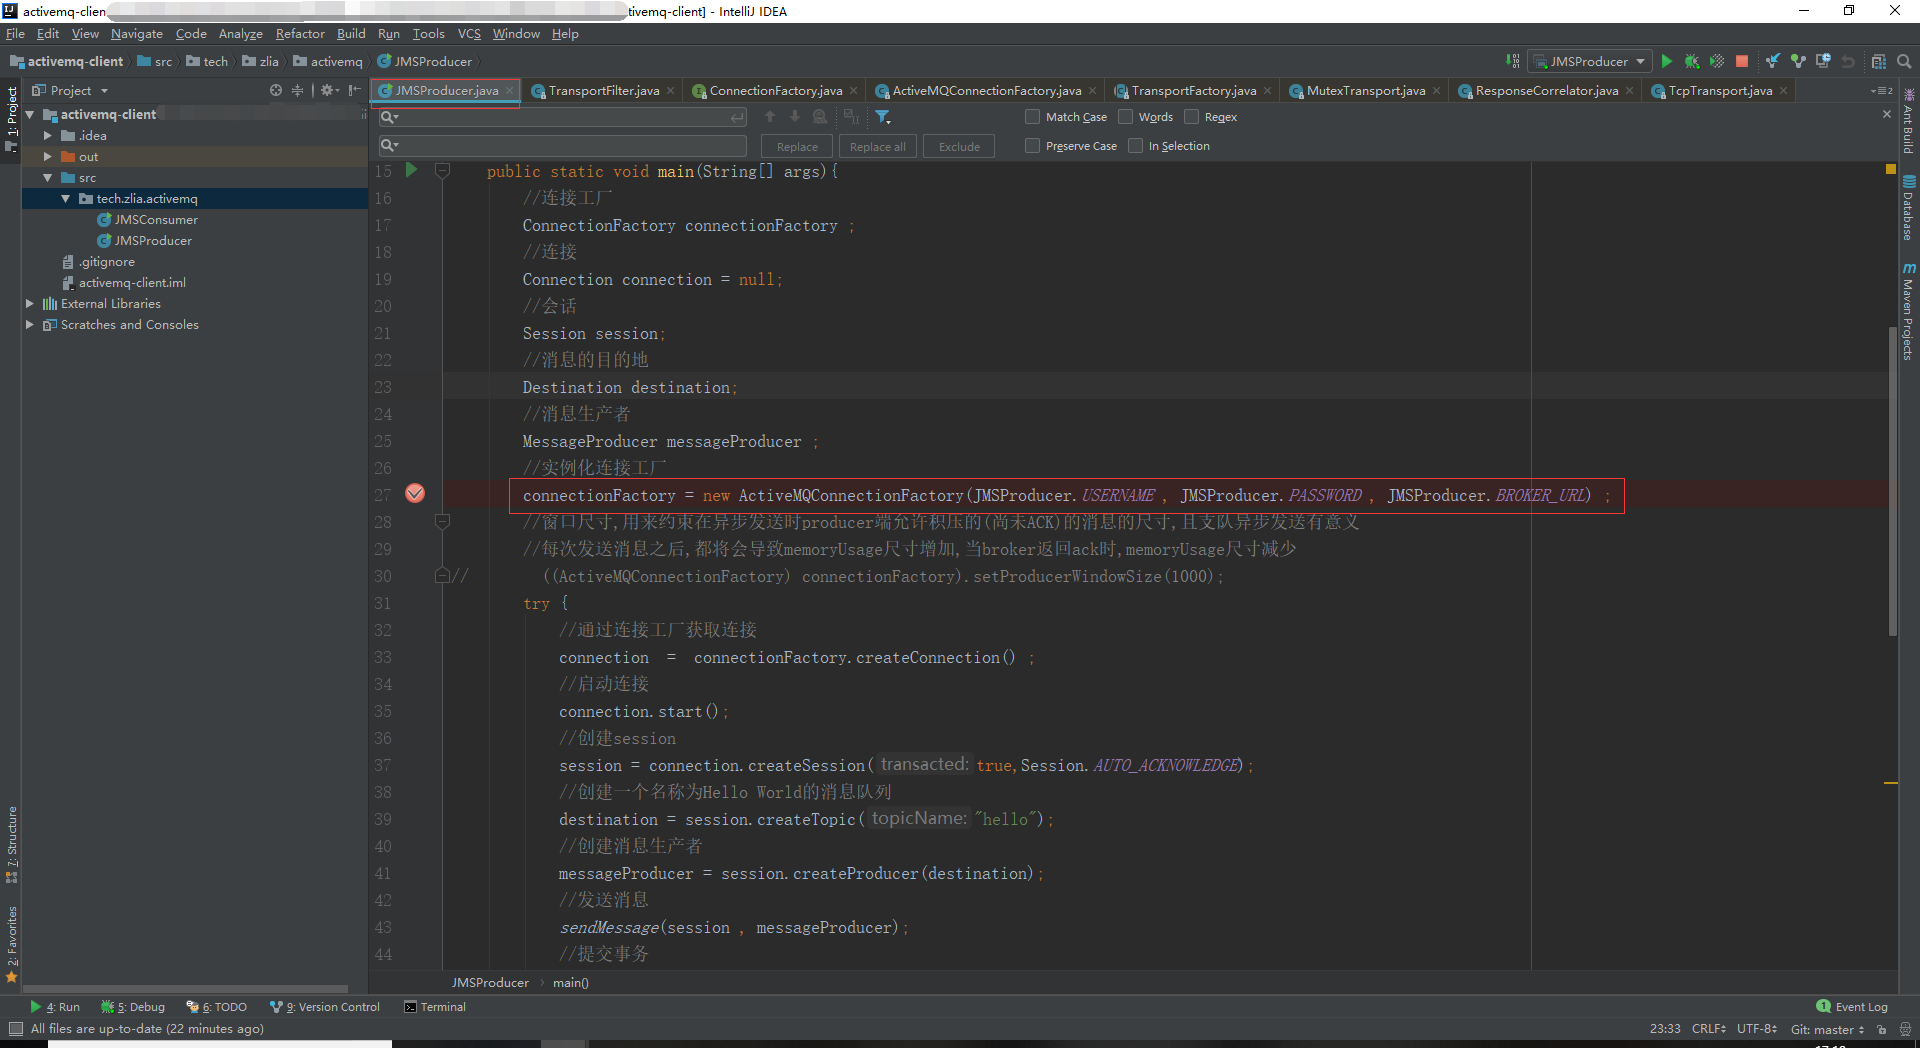 activemq-clien tivemq-client] - IntelliJ IDEA
File Edit View Navigate Code Analyze Refactor Build Run Tools VCS Window Help
activemq-client src tech zlia activemq JMSProducer JMSProducer
Project JMSProducer.java TransportFilter.java ConnectionFactory.java ActiveMQConnectionFactory.java TransportFactory.java MutexTransport.java ResponseCorrelator.java TcpTransport.java
Match Case Words Regex
Replace Replace all Exclude Preserve Case In Selection
1: Project
7: Structure
2: Favorites
activemq-client
.idea
out
src
tech.zlia.activemq
JMSConsumer
JMSProducer
.gitignore
activemq-client.iml
External Libraries
Scratches and Consoles
15 public static void main(String[] args){
16 //连接工厂
17 ConnectionFactory connectionFactory ;
18 //连接
19 Connection connection = null;
20 //会话
21 Session session;
22 //消息的目的地
23 Destination destination;
24 //消息生产者
25 MessageProducer messageProducer ;
26 //实例化连接工厂
27 connectionFactory = new ActiveMQConnectionFactory(JMSProducer.USERNAME , JMSProducer.PASSWORD , JMSProducer.BROKER_URL) ;
28 //窗口尺寸,用来约束在异步发送时producer端允许积压的(尚未ACK)的消息的尺寸,且支队异步发送有意义
29 //每次发送消息之后,都将会导致memoryUsage尺寸增加,当broker返回ack时,memoryUsage尺寸减少
30 // ((ActiveMQConnectionFactory) connectionFactory).setProducerWindowSize(1000);
31 try {
32 //通过连接工厂获取连接
33 connection = connectionFactory.createConnection() ;
34 //启动连接
35 connection.start();
36 //创建session
37 session = connection.createSession( transacted: true,Session.AUTO_ACKNOWLEDGE);
38 //创建一个名称为Hello World的消息队列
39 destination = session.createTopic( topicName: "hello");
40 //创建消息生产者
41 messageProducer = session.createProducer(destination);
42 //发送消息
43 sendMessage(session , messageProducer);
44 //提交事务
JMSProducer main()
Ant Build
Database
Maven Projects
4: Run 5: Debug 6: TODO 9: Version Control Terminal 1 Event Log
All files are up-to-date (22 minutes ago) 23:33 CRLF UTF-8 Git: master